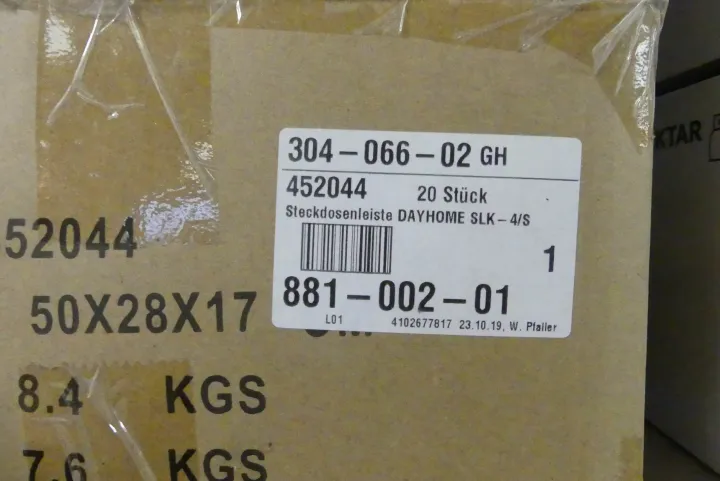 304-066-02 GH
452044 20 Stück
Steckdosenleiste DAYHOME SLK-4/S
1
881-002-01
L01 4102677817 23.10.19, W. Pfaller
52044
50X28X17
8.4 KGS
7.6 KGS
KTAR